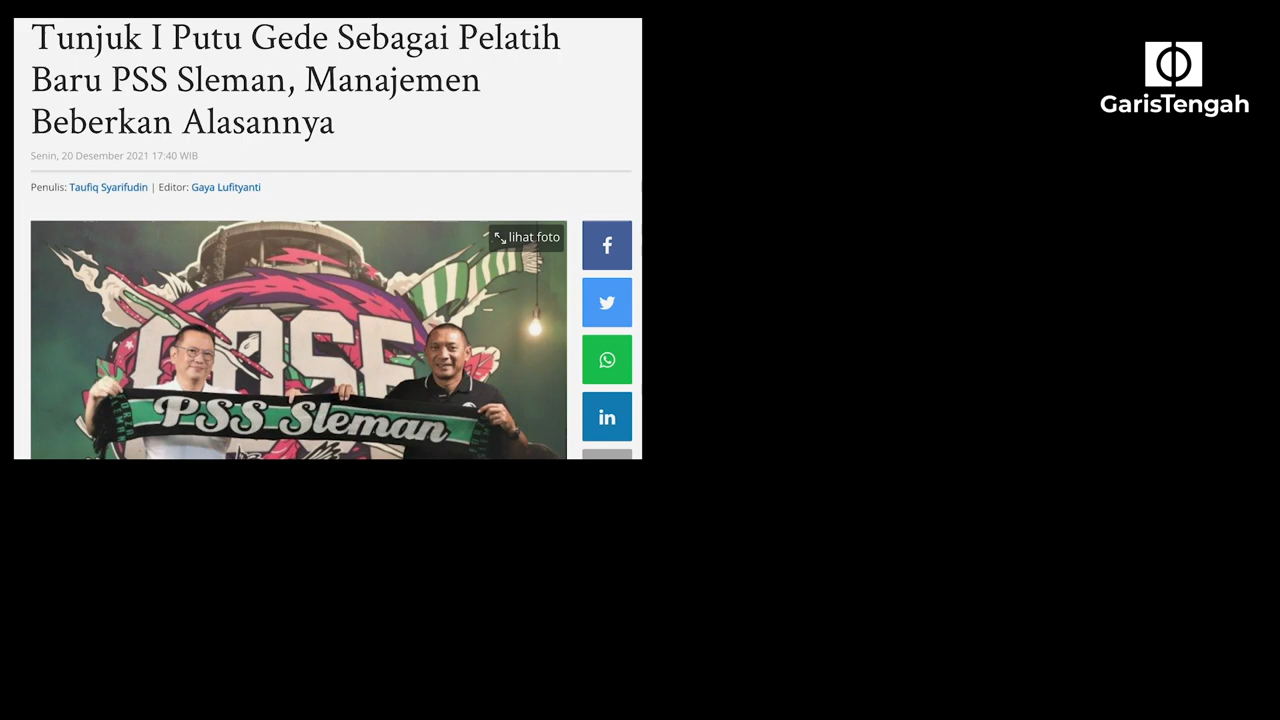 Tunjuk I Putu Gede Sebagai Pelatih
Baru PSS Sleman, Manajemen
Beberkan Alasannya
Senin, 20 Desember 2021 17:40 WIB
Penulis: Taufiq Syarifudin | Editor: Gaya Lufityanti
lihat foto
PSS Sleman
GarisTengah